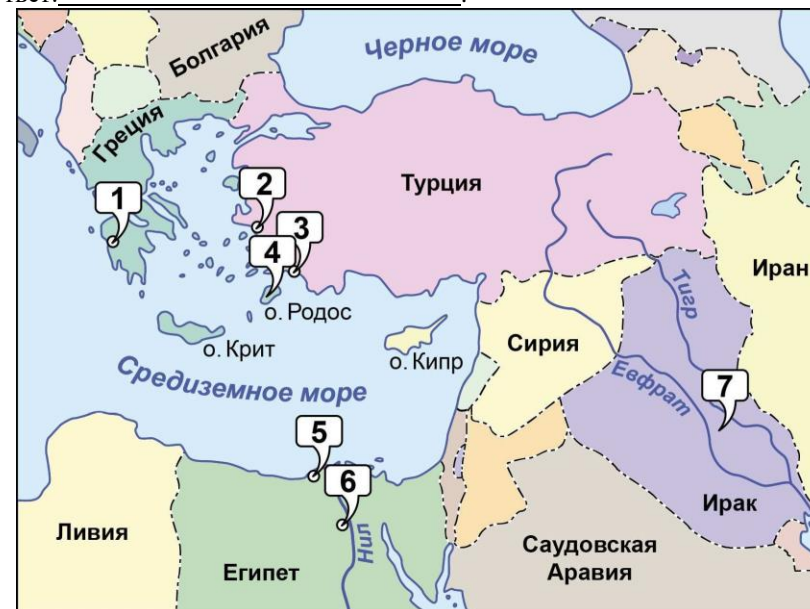 твет:
Болгария
Черное море
Греция
1
2
3
4
Турция
Иран
Тигр
о. Родос
о. Крит
о. Кипр
Сирия
Средиземное море
Евфрат
7
5
6
Ливия
Египет
Нил
Ирак
Саудовская
Аравия